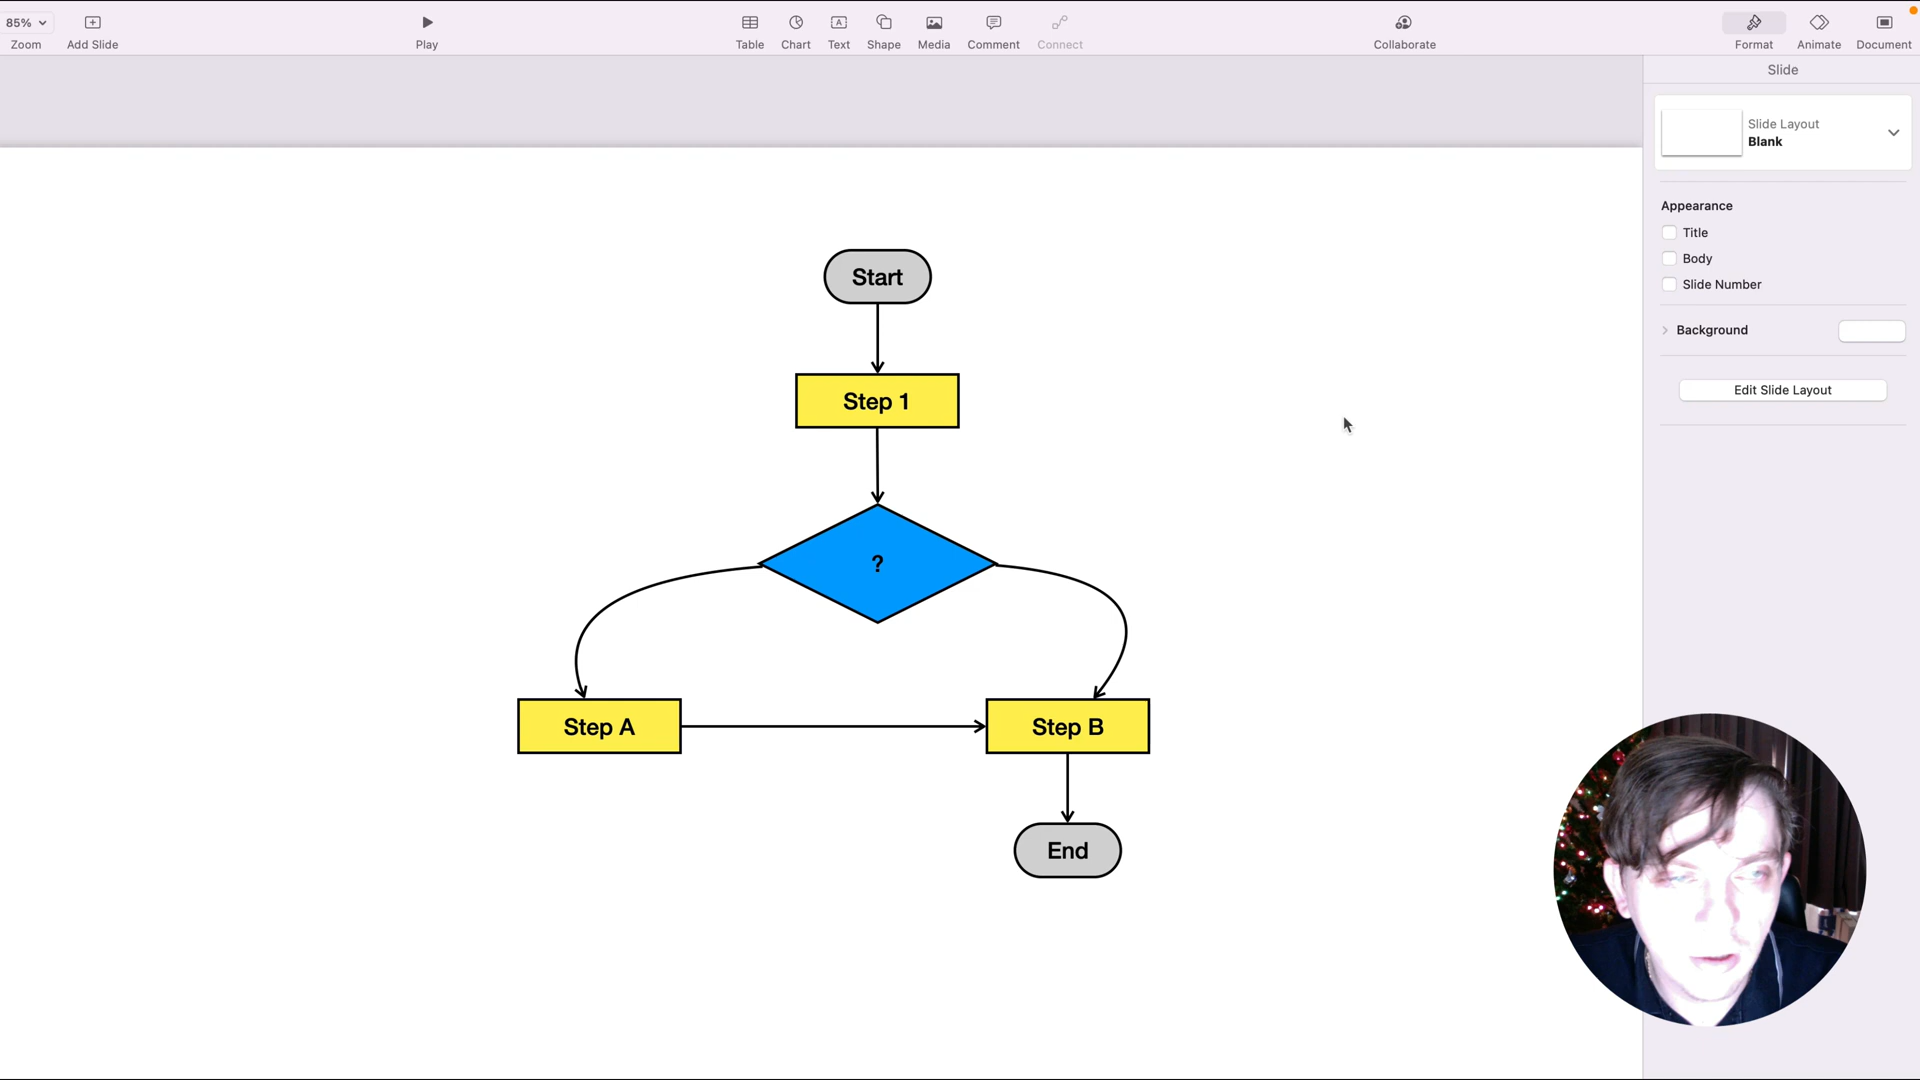 85%
Zoom
Add Slide
Play
Table
Chart
Text
Shape
Media
Comment
Connect
Collaborate
Format
Animate
Document
Slide
Slide Layout
Blank
Appearance
Title
Body
Slide Number
Background
Edit Slide Layout
Start
Step 1
?
Step A
Step B
End